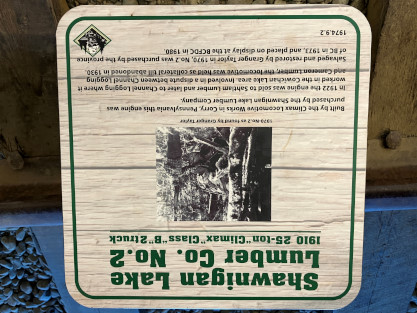 Shawnigan Lake
Lumber Co. No.2
1910 25-ton "Climax" Class "B" 2truck
1970 No.2 as found by Granger Taylor
Built by the Climax Locomotive Works in Corry, Pennsylvania this engine was
purchased by the Shawnigan Lake Lumber Company.
In 1922 the engine was sold to Sahtlam Lumber and later to Channel Logging where it
worked in the Cowichan Lake area. Involved in a dispute between Channel Logging
and Cameron Lumber, the locomotive was held as collateral till abandoned in 1930.
Salvaged and restored by Granger Taylor in 1970, No 2 was purchased by the Province
of BC in 1973, and placed on display at the BCFDC in 1980.
1974.9.2